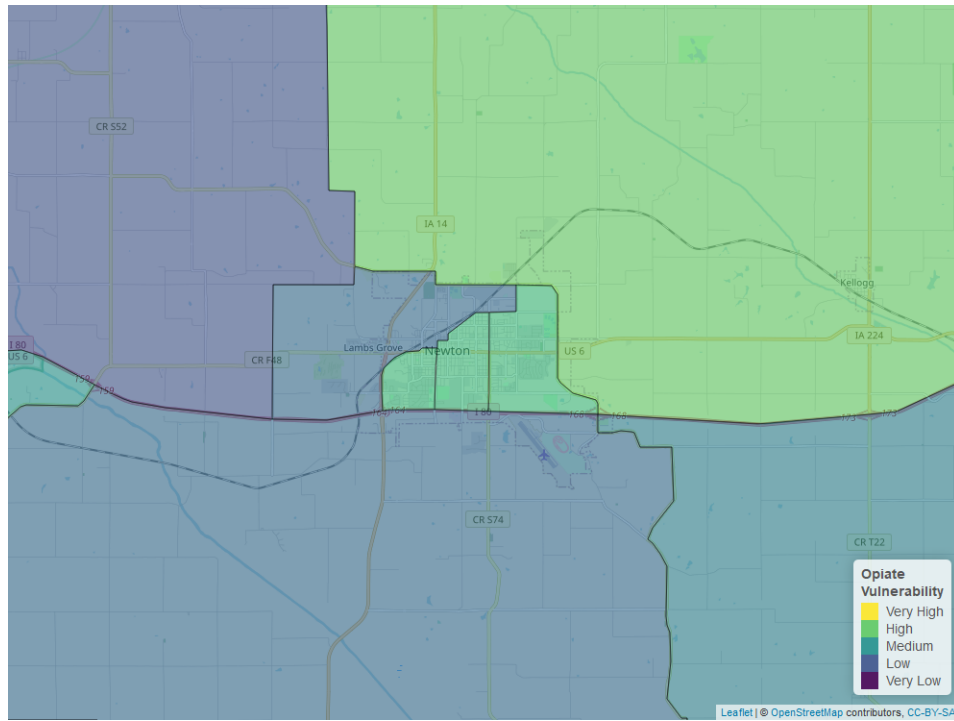 CR S52
IA 14
Kellogg
I 80
US 6
Lambs Grove
CR F48
Newton
US 6
IA 224
159
159
164
164
I 80
168
173
173
CR S74
CR T22
Opiate
Vulnerability
Very High
High
Medium
Low
Very Low
Leaflet | © OpenStreetMap contributors, CC-BY-SA